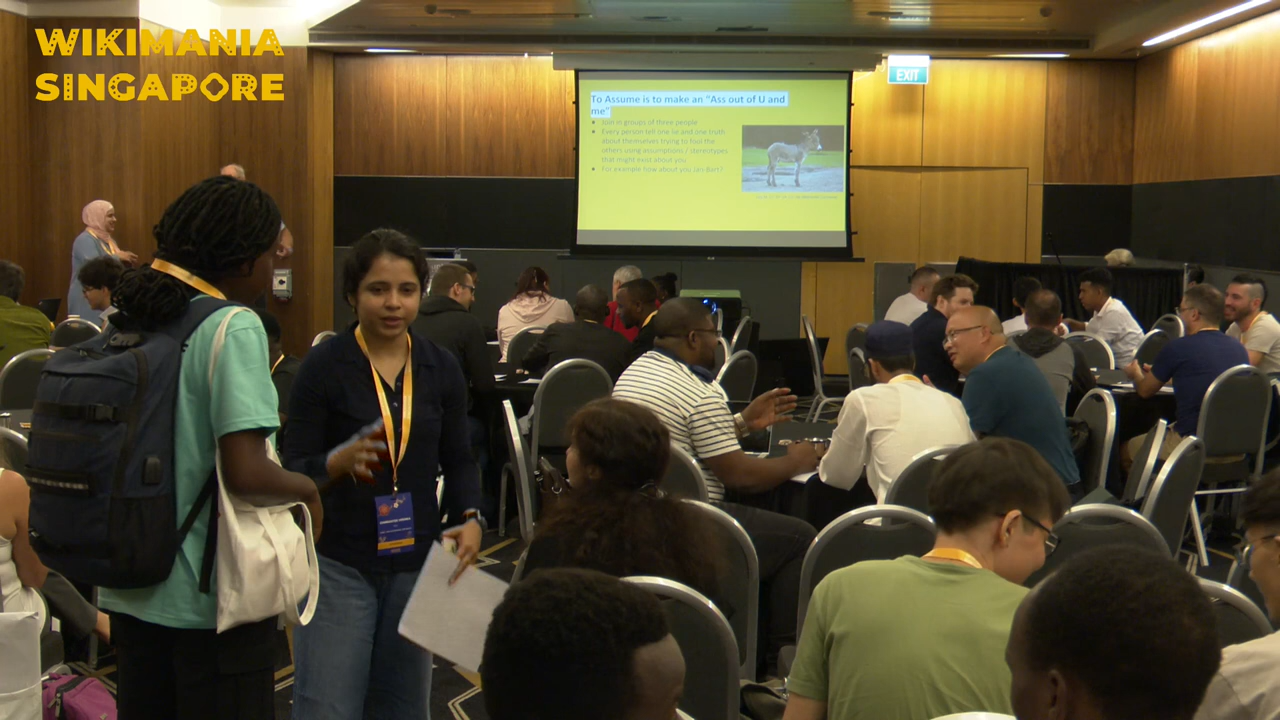 WIKIMANIA
SINGAPORE
EXIT
To Assume is to make an "Ass out of U and
me"
Join in groups of three people
Every person tell one lie and one truth
about themselves trying to fool the
others using assumptions / stereotypes
that might exist about you
For example how about you, Jan Bart?